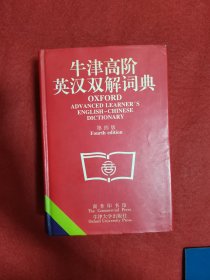 牛津高阶
英汉双解词典
OXFORD
ADVANCED LEARNER'S
ENGLISH-CHINESE
DICTIONARY
第四版
Fourth edition
商务印书馆
The Commercial Press
牛津大学出版社
Oxford University Press